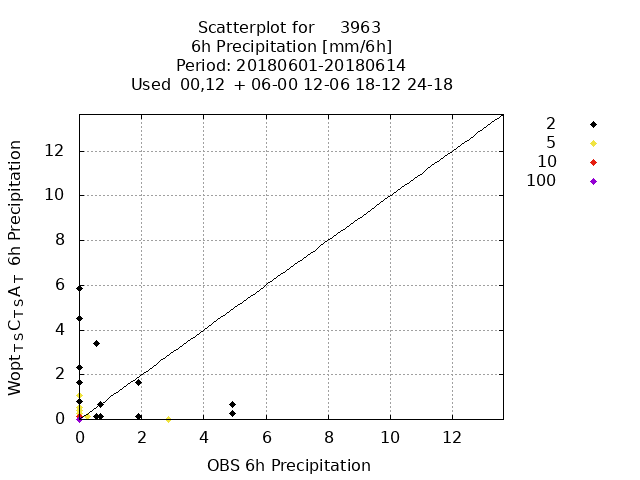 Scatterplot for 3963
6h Precipitation [mm/6h]
Period: 20180601-20180614
Used 00,12 + 06-00 12-06 18-12 24-18
2
5
10
100
12
10
8
6
4
2
0
0 2 4 6 8 10 12
OBS 6h Precipitation
Wopt T S C T S A T 6h Precipitation